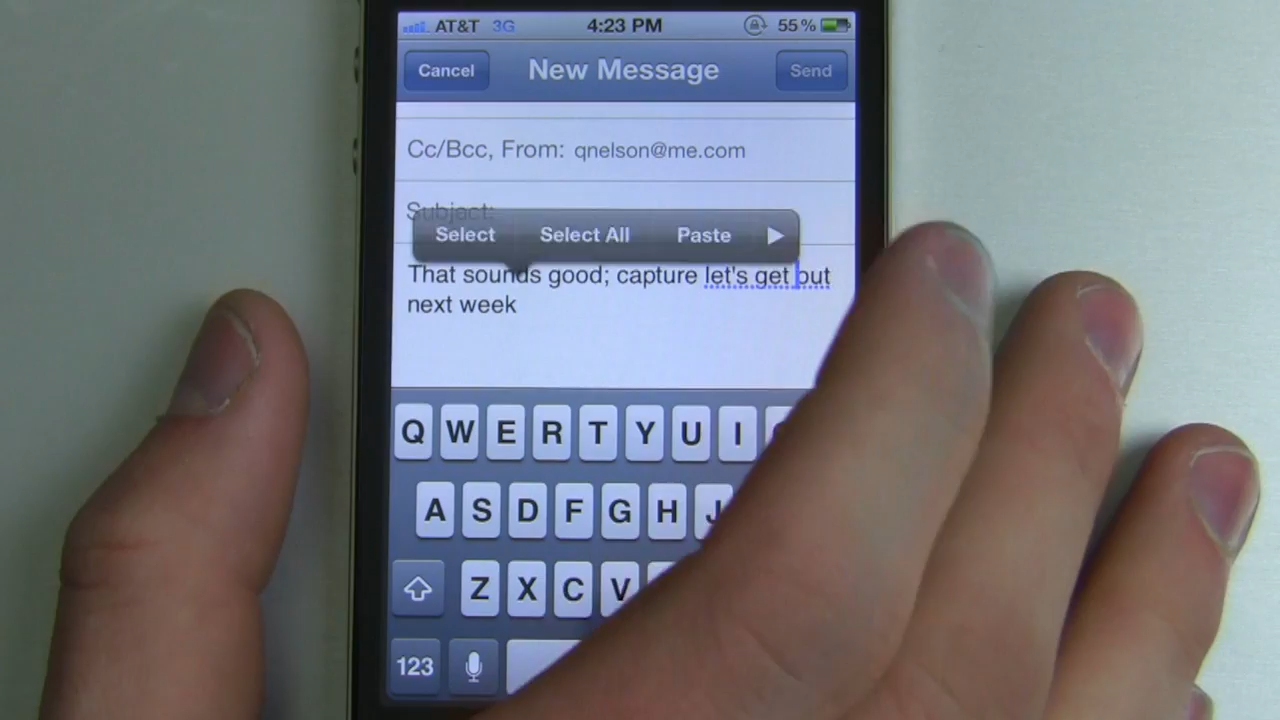 AT&T 3G 4:23 PM 55%
Cancel New Message Send
Cc/Bcc, From: qnelson@me.com
Subject:
Select Select All Paste
That sounds good; capture let's get but
next week
Q W E R T Y U I
A S D F G H J
Z X C V
123